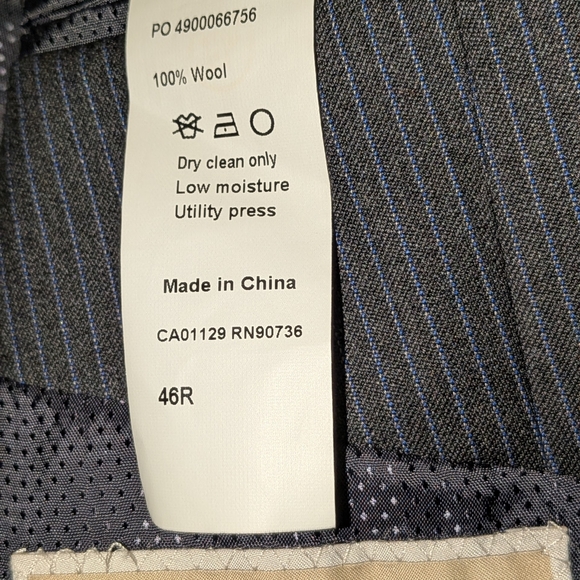 PO 4900066756
100% Wool
Dry clean only
Low moisture
Utility press
Made in China
CA01129 RN90736
46R